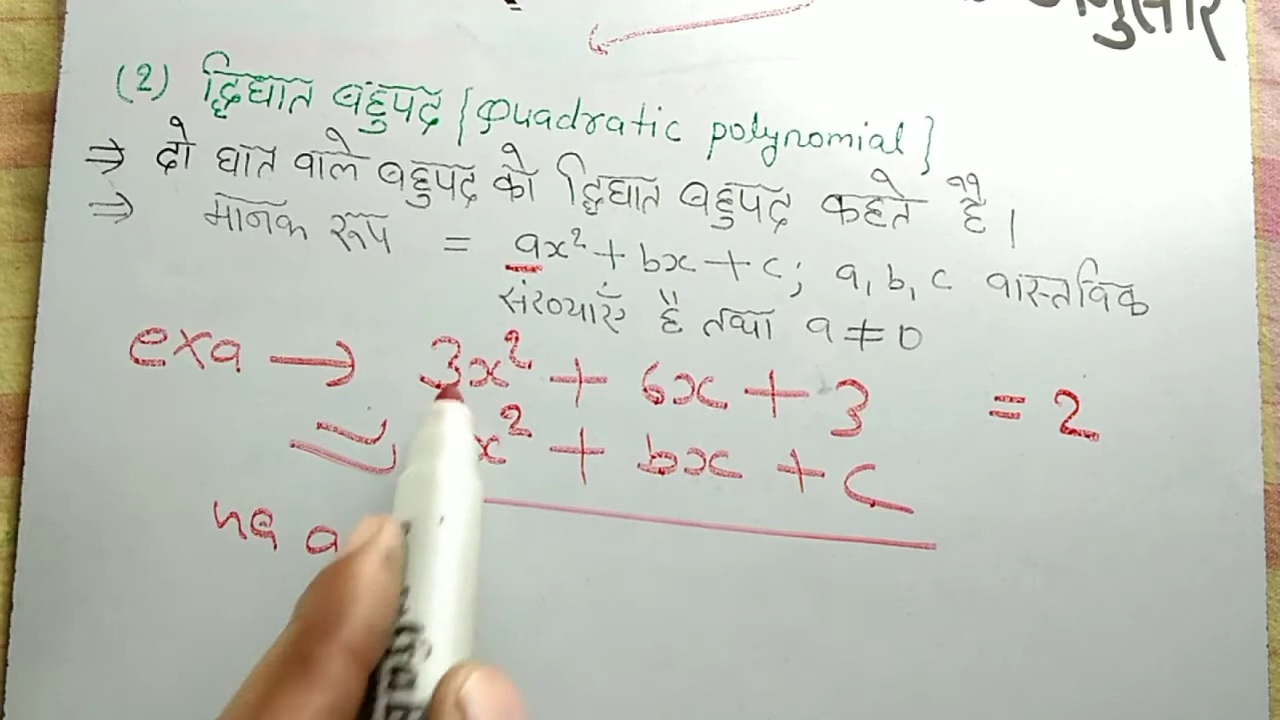 अनुसार
(2) द्विघात बहुपद {Quadratic polynomial}
⇒ दो घात वाले बहुपद को द्विघात बहुपद कहते हैं।
⇒ मानक रूप = ax² + bx + c; a, b, c वास्तविक
संख्याएँ है तथा a ≠ 0
exa → 3x² + 6x + 3 = 2
x² + bx + c